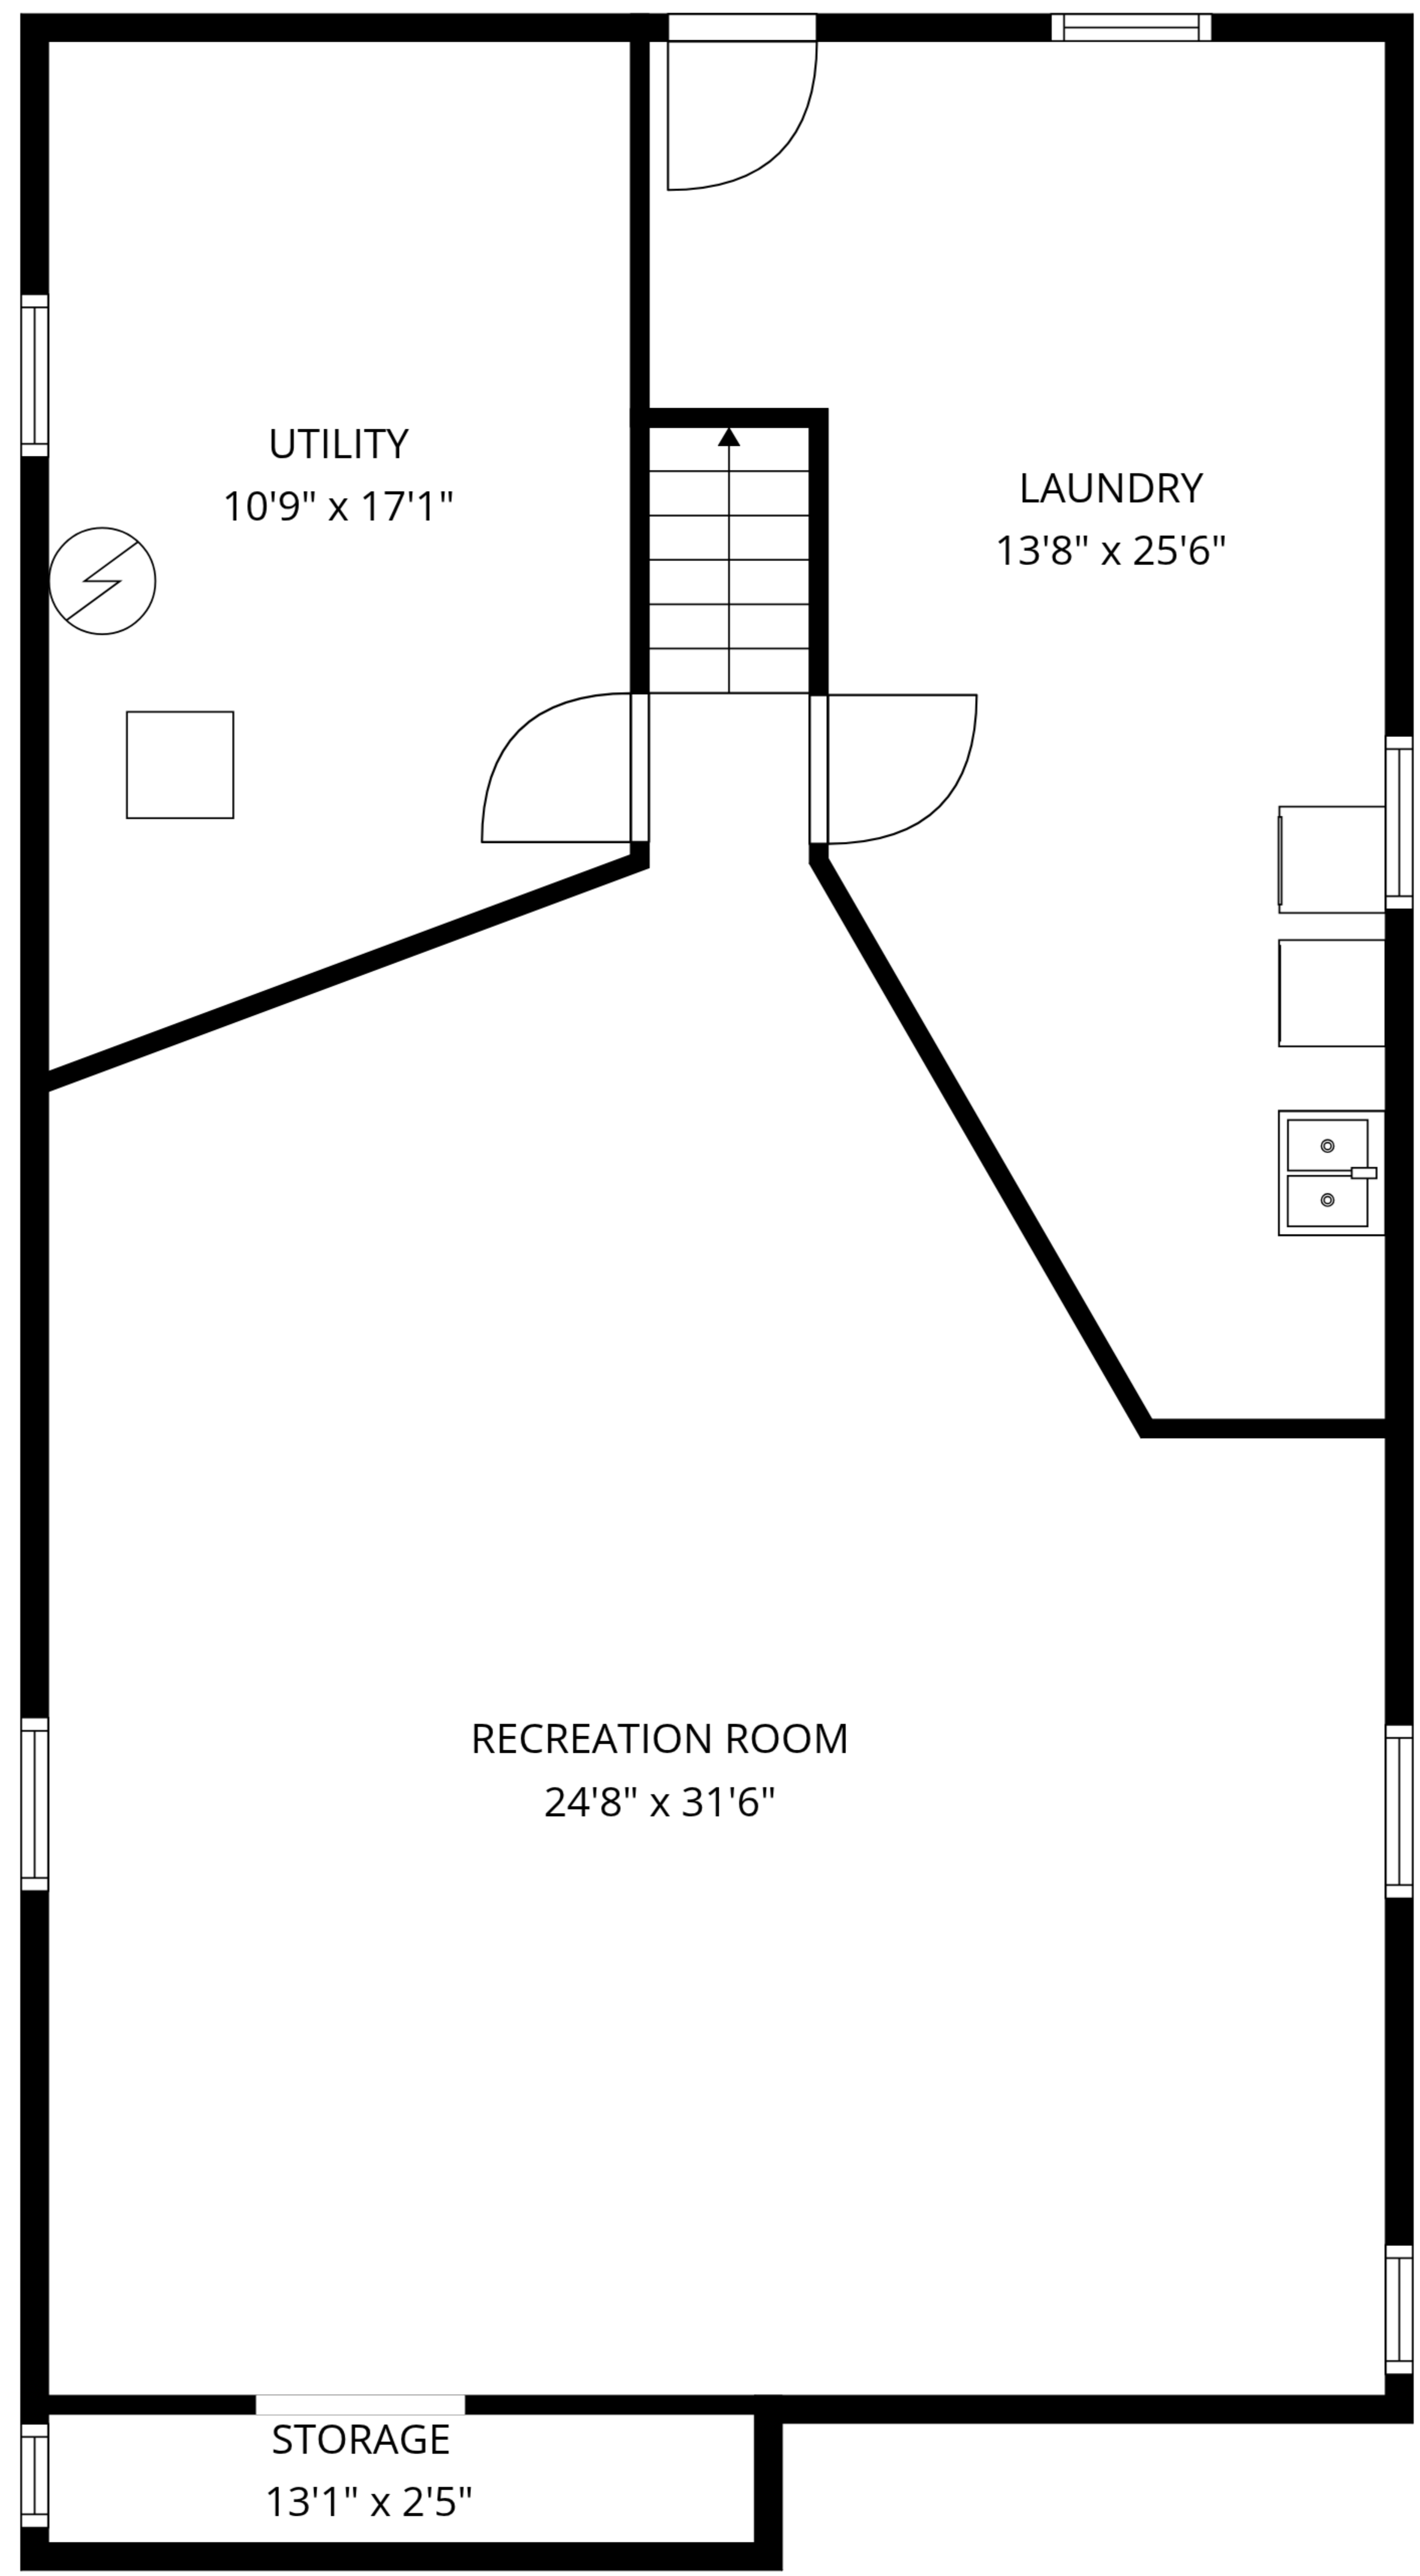 UTILITY
10'9" x 17'1"
LAUNDRY
13'8" x 25'6"
RECREATION ROOM
24'8" x 31'6"
STORAGE
13'1" x 2'5"